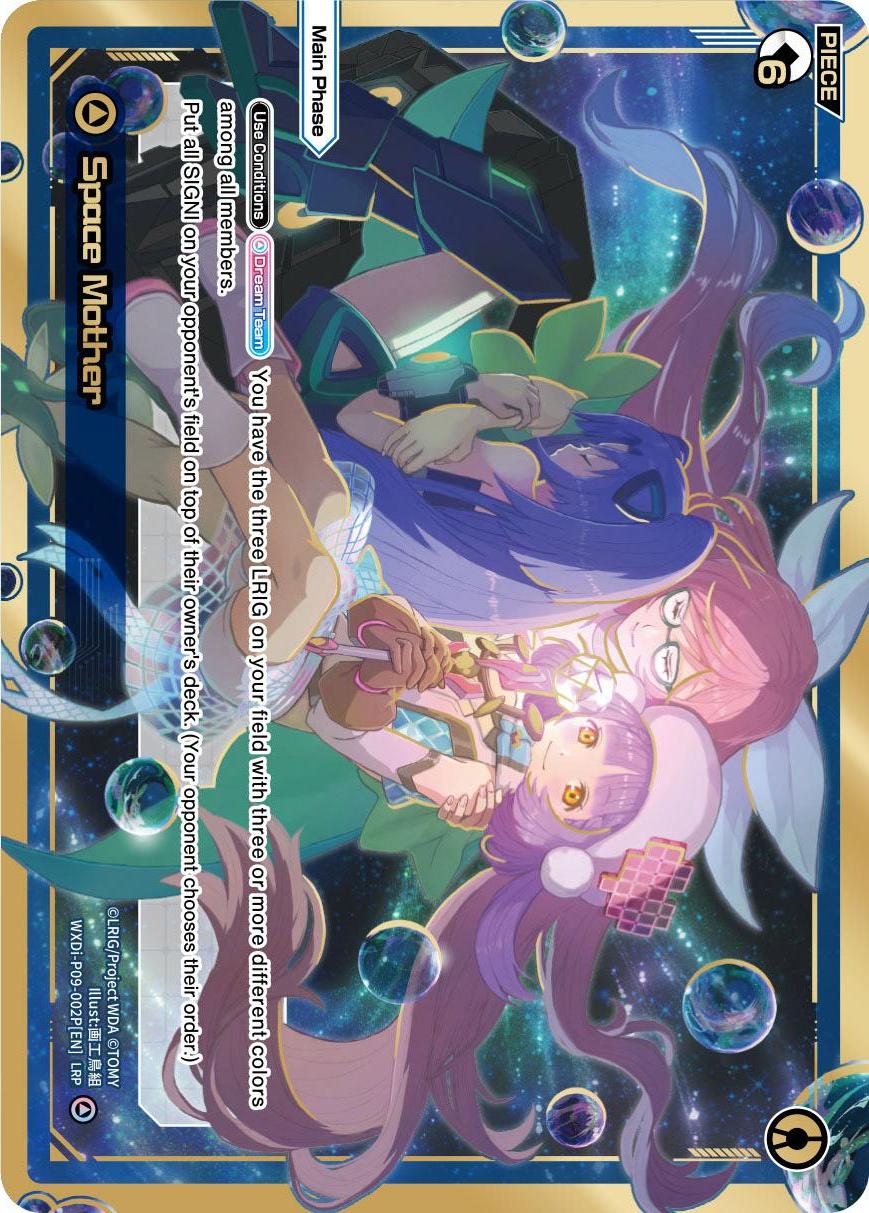 PIECE
6
Main Phase
Use Conditions Dream Team You have the three LRIG on your field with three or more different colors
among all members.
Put all SIGNI on your opponent's field on top of their owner's deck. (Your opponent chooses their order.)
Space Mother
©LRIG/Project WDA ©TOMY
Illust:画工鳥組
WXDi-P09-002P[EN] LRP